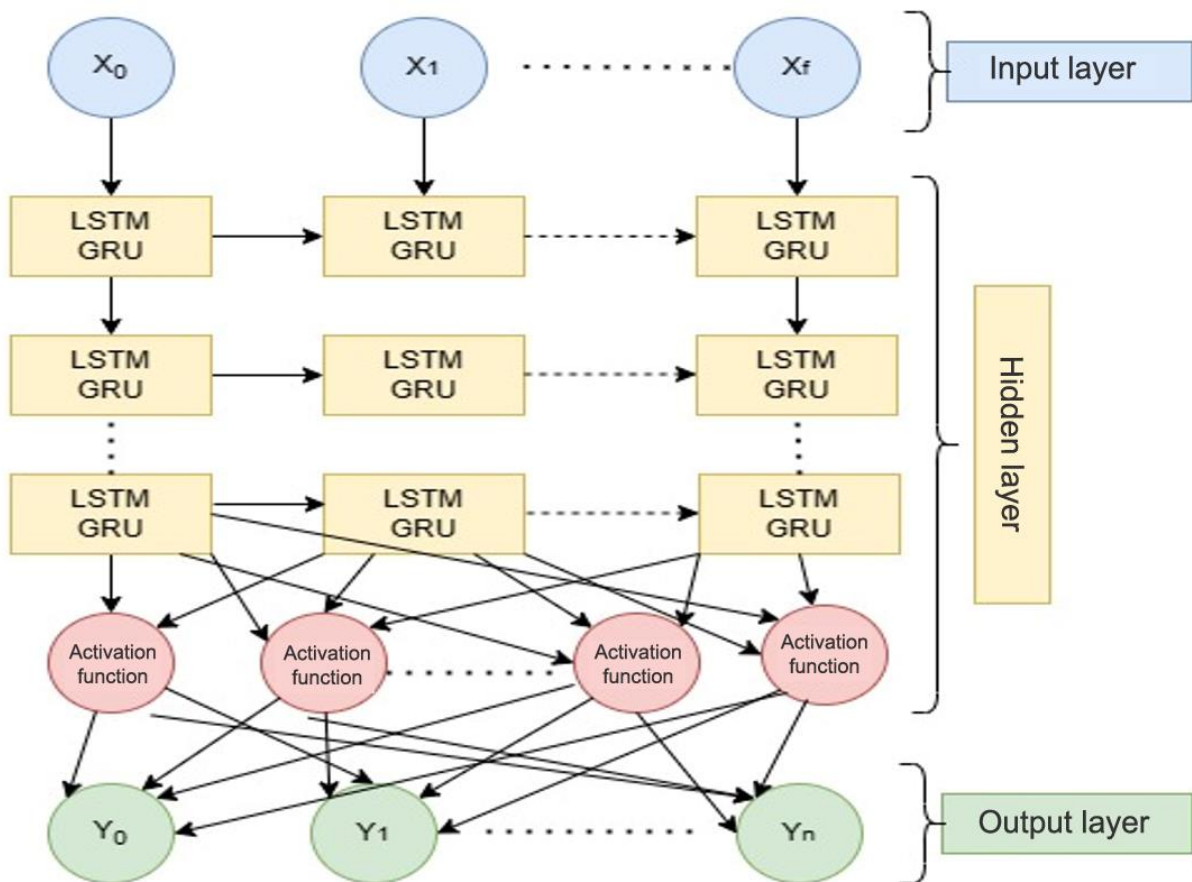 X0
X1
Xf
Input layer
LSTM
GRU
LSTM
GRU
LSTM
GRU
LSTM
GRU
LSTM
GRU
LSTM
GRU
Hidden layer
LSTM
GRU
LSTM
GRU
LSTM
GRU
Activation
function
Activation
function
Activation
function
Activation
function
Y0
Y1
Yn
Output layer